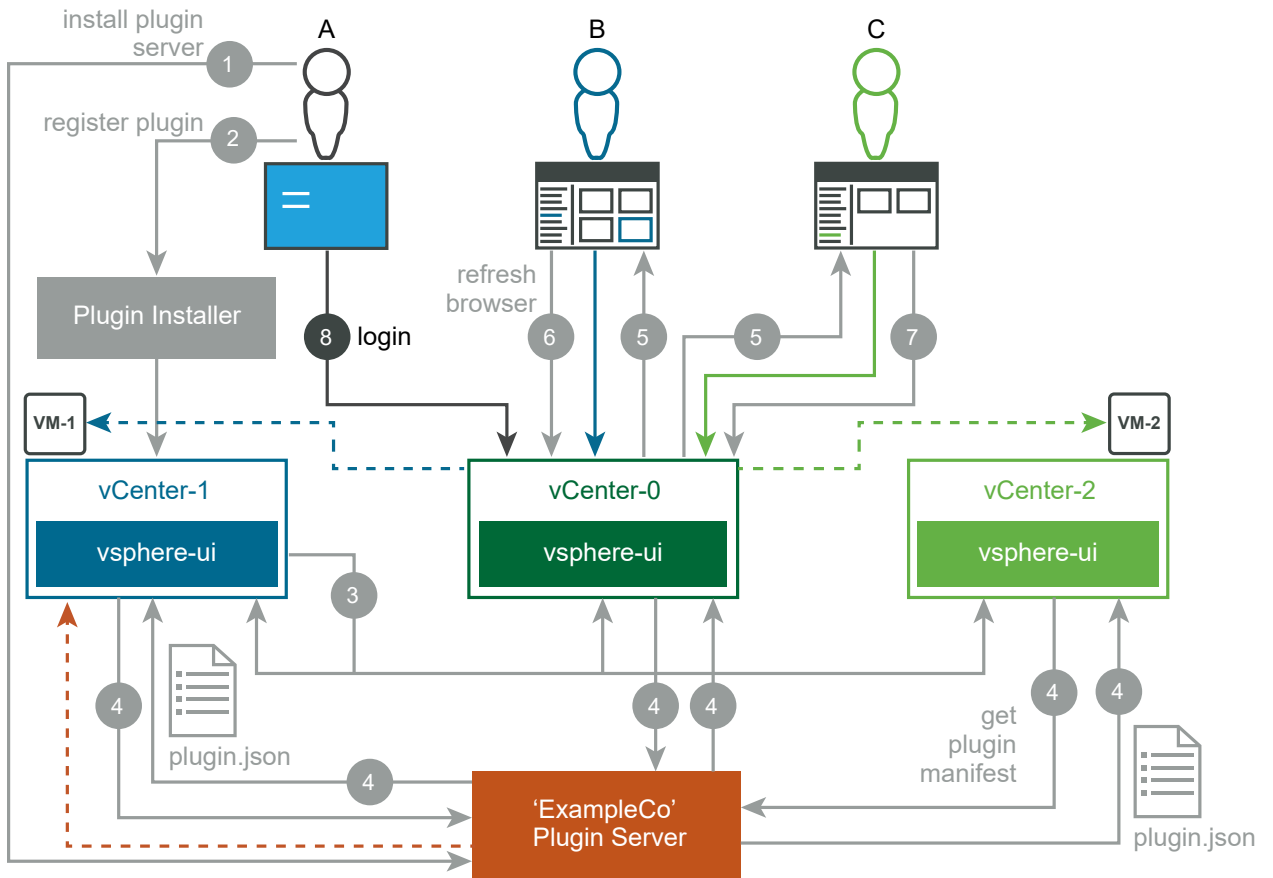 install plugin
server
A
B
C
1
register plugin
2
Plugin Installer
refresh
browser
8
login
6
5
5
7
VM-1
VM-2
vCenter-1
vsphere-ui
vCenter-0
vsphere-ui
vCenter-2
vsphere-ui
3
4
4
4
4
4
get
plugin
manifest
plugin.json
4
plugin.json
‘ExampleCo’
Plugin Server